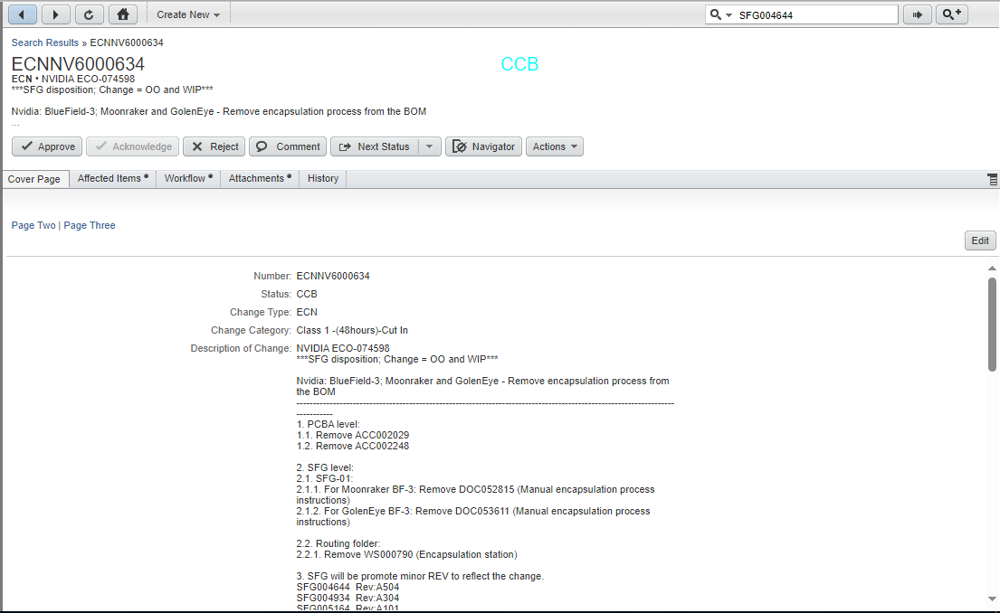 Create New
SFG004644
Search Results » ECNNV6000634
ECNNV6000634
CCB
ECN • NVIDIA ECO-074598
***SFG disposition; Change = OO and WIP***
Nvidia: BlueField-3; Moonraker and GolenEye - Remove encapsulation process from the BOM
...
Approve
Acknowledge
Reject
Comment
Next Status
Navigator
Actions
Cover Page
Affected Items
Workflow
Attachments
History
Page Two | Page Three
Edit
Number: ECNNV6000634
Status: CCB
Change Type: ECN
Change Category: Class 1 -(48hours)-Cut In
Description of Change: NVIDIA ECO-074598
***SFG disposition; Change = OO and WIP***
Nvidia: BlueField-3; Moonraker and GolenEye - Remove encapsulation process from
the BOM
1. PCBA level:
1.1. Remove ACC002029
1.2. Remove ACC002248
2. SFG level:
2.1. SFG-01:
2.1.1. For Moonraker BF-3: Remove DOC052815 (Manual encapsulation process
instructions)
2.1.2. For GolenEye BF-3: Remove DOC053611 (Manual encapsulation process
instructions)
2.2. Routing folder:
2.2.1. Remove WS000790 (Encapsulation station)
3. SFG will be promote minor REV to reflect the change.
SFG004644 Rev:A504
SFG004934 Rev:A304
SFG005164 Rev:A101